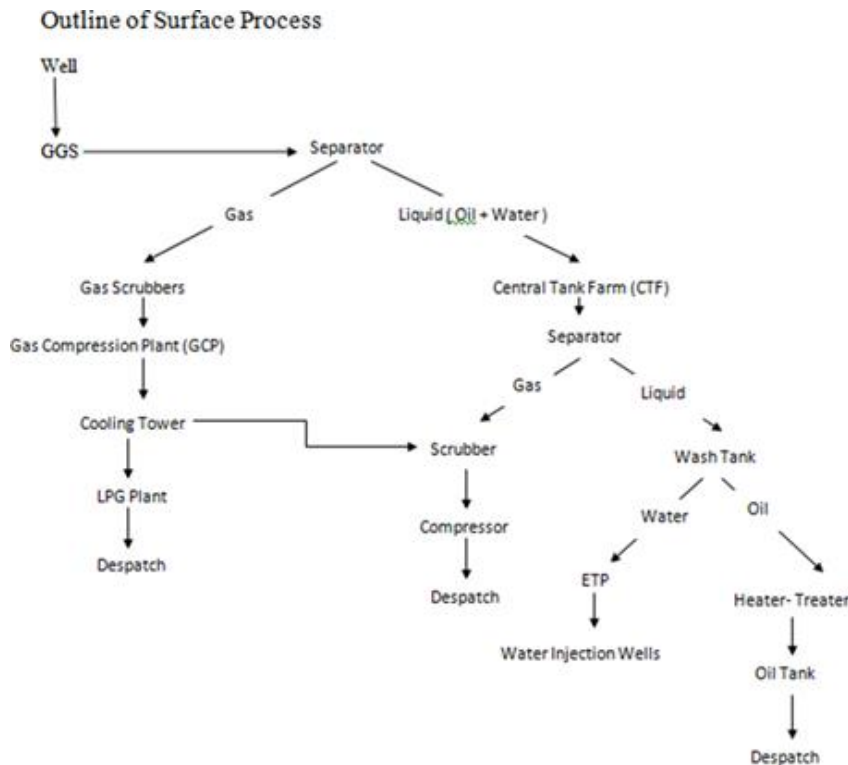 Outline of Surface Process
Well
GGS
Separator
Gas
Liquid ( Oil + Water )
Gas Scrubbers
Central Tank Farm (CTF)
Gas Compression Plant (GCP)
Separator
Gas
Liquid
Cooling Tower
Scrubber
Wash Tank
LPG Plant
Compressor
Water
Oil
Despatch
Despatch
ETP
Heater- Treater
Water Injection Wells
Oil Tank
Despatch